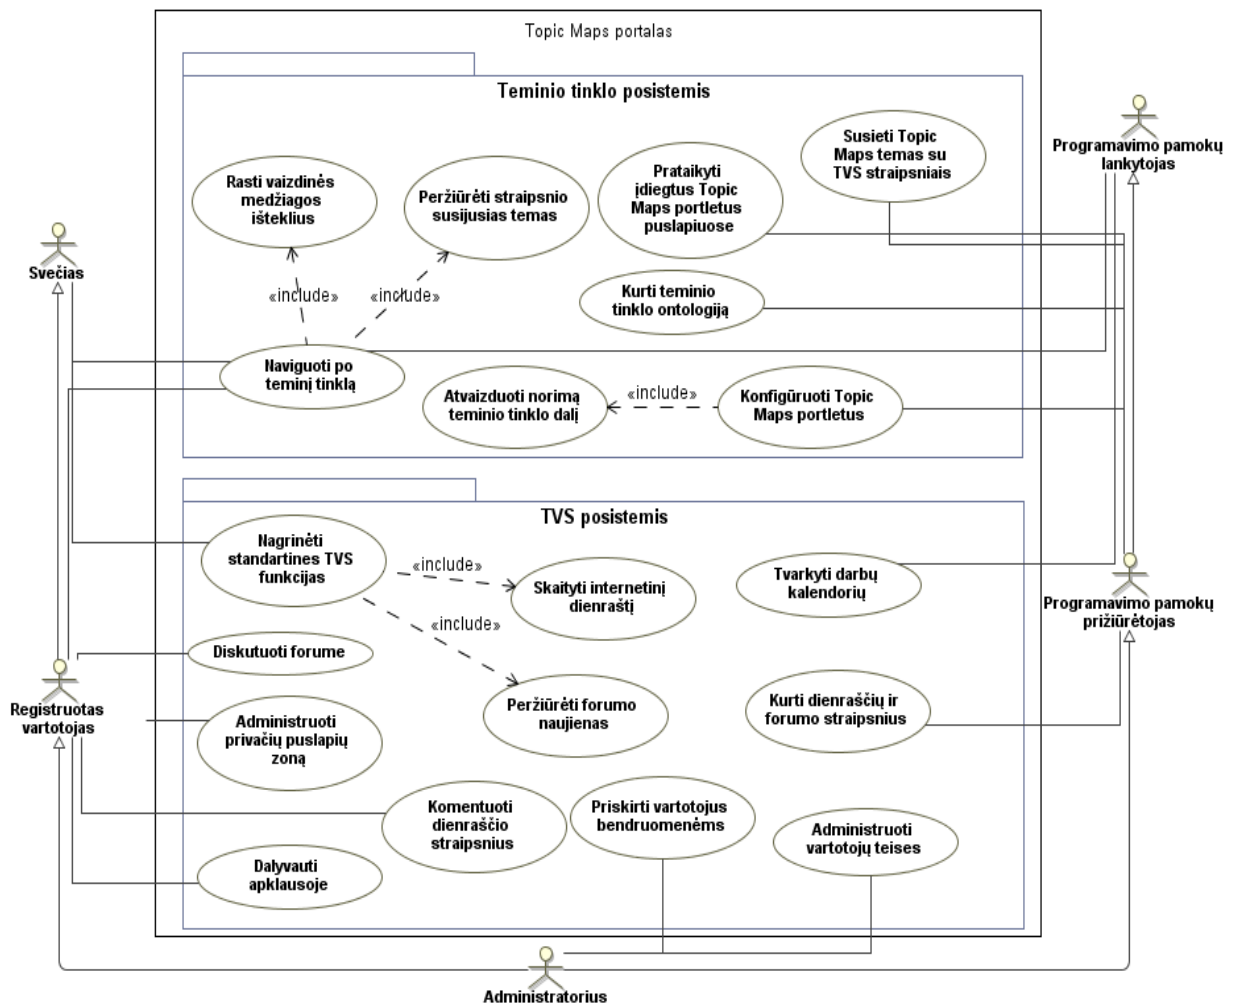 Topic Maps portalas
Teminio tinklo posistemis
Rasti vaizdinės
medžiagos
išteklius
Peržiūrėti straipsnio
susijusias temas
Prataikyti
įdiegtus Topic
Maps portletus
puslapiuose
Susieti Topic
Maps temas su
TVS straipsniais
Programavimo pamokų
lankytojas
Svečias
«include»
«include»
Kurti teminio
tinklo ontologiją
Naviguoti po
teminį tinklą
Atvaizduoti norimą
teminio tinklo dalį
«include»
Konfigūruoti Topic
Maps portletus
TVS posistemis
Nagrinėti
standartines TVS
funkcijas
«include»
«include»
Skaityti internetinį
dienraštį
Tvarkyti darbų
kalendorių
Programavimo pamokų
prižiūrėtojas
Diskutuoti forume
Registruotas
vartotojas
Administruoti
privačių puslapių
zoną
Peržiūrėti forumo
naujienas
Kurti dienraščių ir
forumo straipsnius
Komentuoti
dienraščio
straipsnius
Priskirti vartotojus
bendruomenėms
Administruoti
vartotojų teises
Dalyvauti
apklausoje
Administratorius